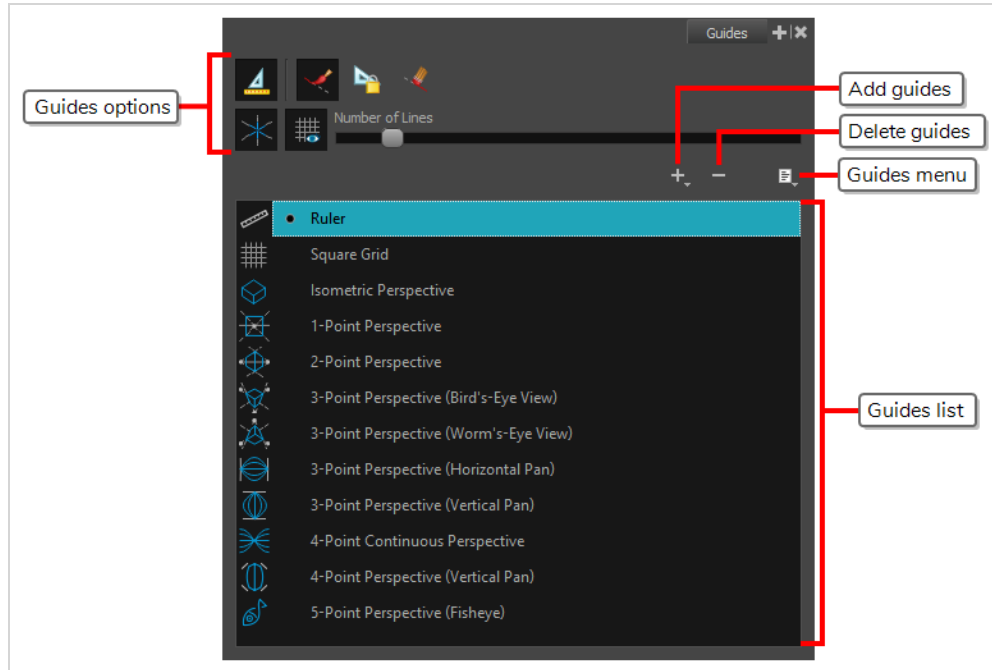 Guides
Guides options
Number of Lines
Add guides
Delete guides
Guides menu
Ruler
Square Grid
Isometric Perspective
1-Point Perspective
2-Point Perspective
3-Point Perspective (Bird's-Eye View)
Guides list
3-Point Perspective (Worm's-Eye View)
3-Point Perspective (Horizontal Pan)
3-Point Perspective (Vertical Pan)
4-Point Continuous Perspective
4-Point Perspective (Vertical Pan)
5-Point Perspective (Fisheye)